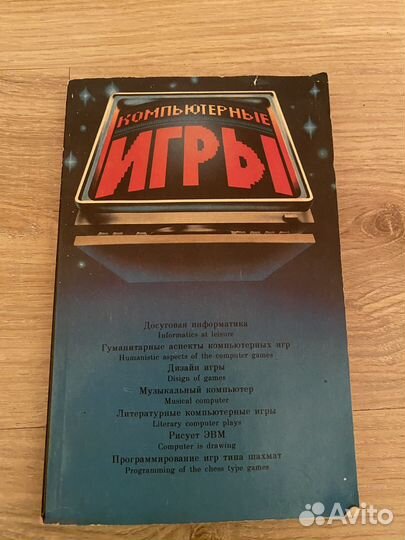 КОМПЬЮТЕРНЫЕ
ИГРЫ
Досуговая информатика
Informatics at leisure
Гуманитарные аспекты компьютерных игр
Humanistic aspects of the computer games
Дизайн игры
Disign of games
Музыкальный компьютер
Musical computer
Литературные компьютерные игры
Literary computer plays
Рисует ЭВМ
Computer is drawing
Программирование игр типа шахмат
Programming of the chess type games
Avito